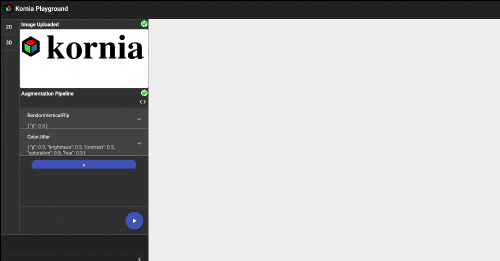 Kornia Playground
2D
Image Uploaded
3D
kornia
Augmentation Pipeline
<>
RandomVerticalFlip
{ "p": 0.5 }
ColorJitter
{ "p": 0.5, "brightness": 0.5, "contrast": 0.5,
"saturation": 0.5, "hue": 0.3 }
+